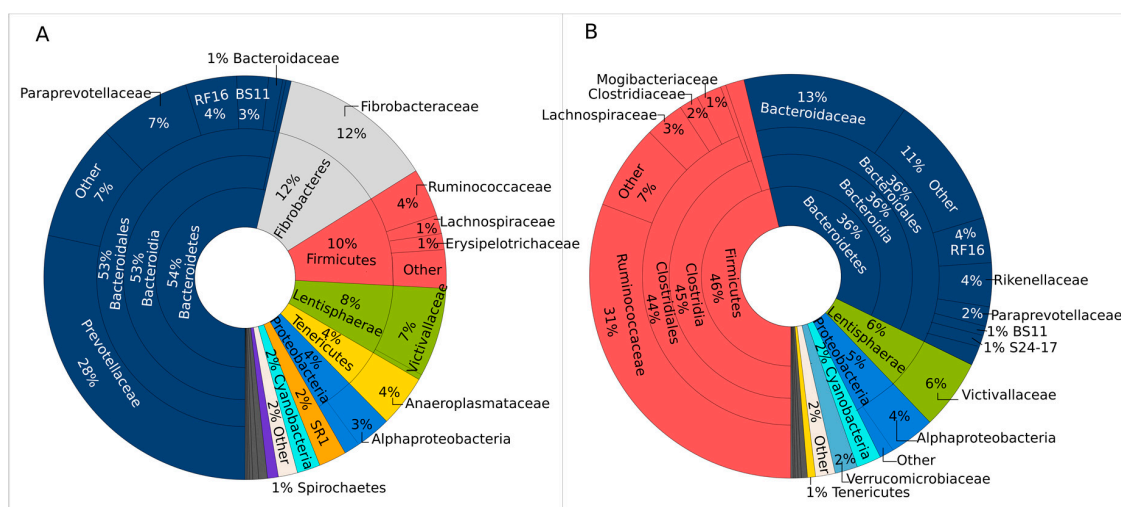 A
1% Bacteroidaceae
Paraprevotellaceae
7%
RF16
4%
BS11
3%
Fibrobacteraceae
12%
Other
7%
12%
Fibrobacteres
Ruminococcaceae
4%
Lachnospiraceae
1%
Erysipelotrichaceae
1%
10%
Firmicutes
Other
53%
Bacteroidales
53%
Bacteroidia
54%
Bacteroidetes
Prevotellaceae
28%
8%
Lentisphaerae
7%
Victivallaceae
4%
Tenericutes
4%
Anaeroplasmataceae
4%
Proteobacteria
3%
Alphaproteobacteria
2% SR1
2% Cyanobacteria
2% Other
1% Spirochaetes
B
Mogibacteriaceae
1%
Clostridiaceae
2%
Lachnospiraceae
3%
Other
7%
Ruminococcaceae
31%
Clostridiales
44%
Clostridia
45%
Firmicutes
46%
13%
Bacteroidaceae
11%
Other
36%
Bacteroidales
36%
Bacteroidia
36%
Bacteroidetes
4%
RF16
4%
Rikenellaceae
2%
Paraprevotellaceae
1% BS11
1% S24-17
6%
Lentisphaerae
6%
Victivallaceae
5%
Proteobacteria
4%
Alphaproteobacteria
Other
2% Cyanobacteria
2%
Verrucomicrobiaceae
2% Other
1% Tenericutes